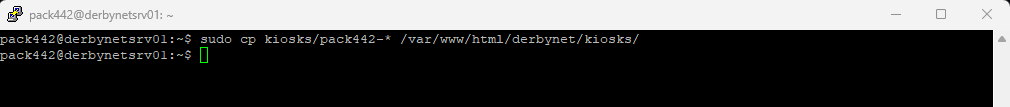 pack442@derbynetsrv01: ~
pack442@derbynetsrv01:~$ sudo cp kiosks/pack442-* /var/www/html/derbynet/kiosks/
pack442@derbynetsrv01:~$